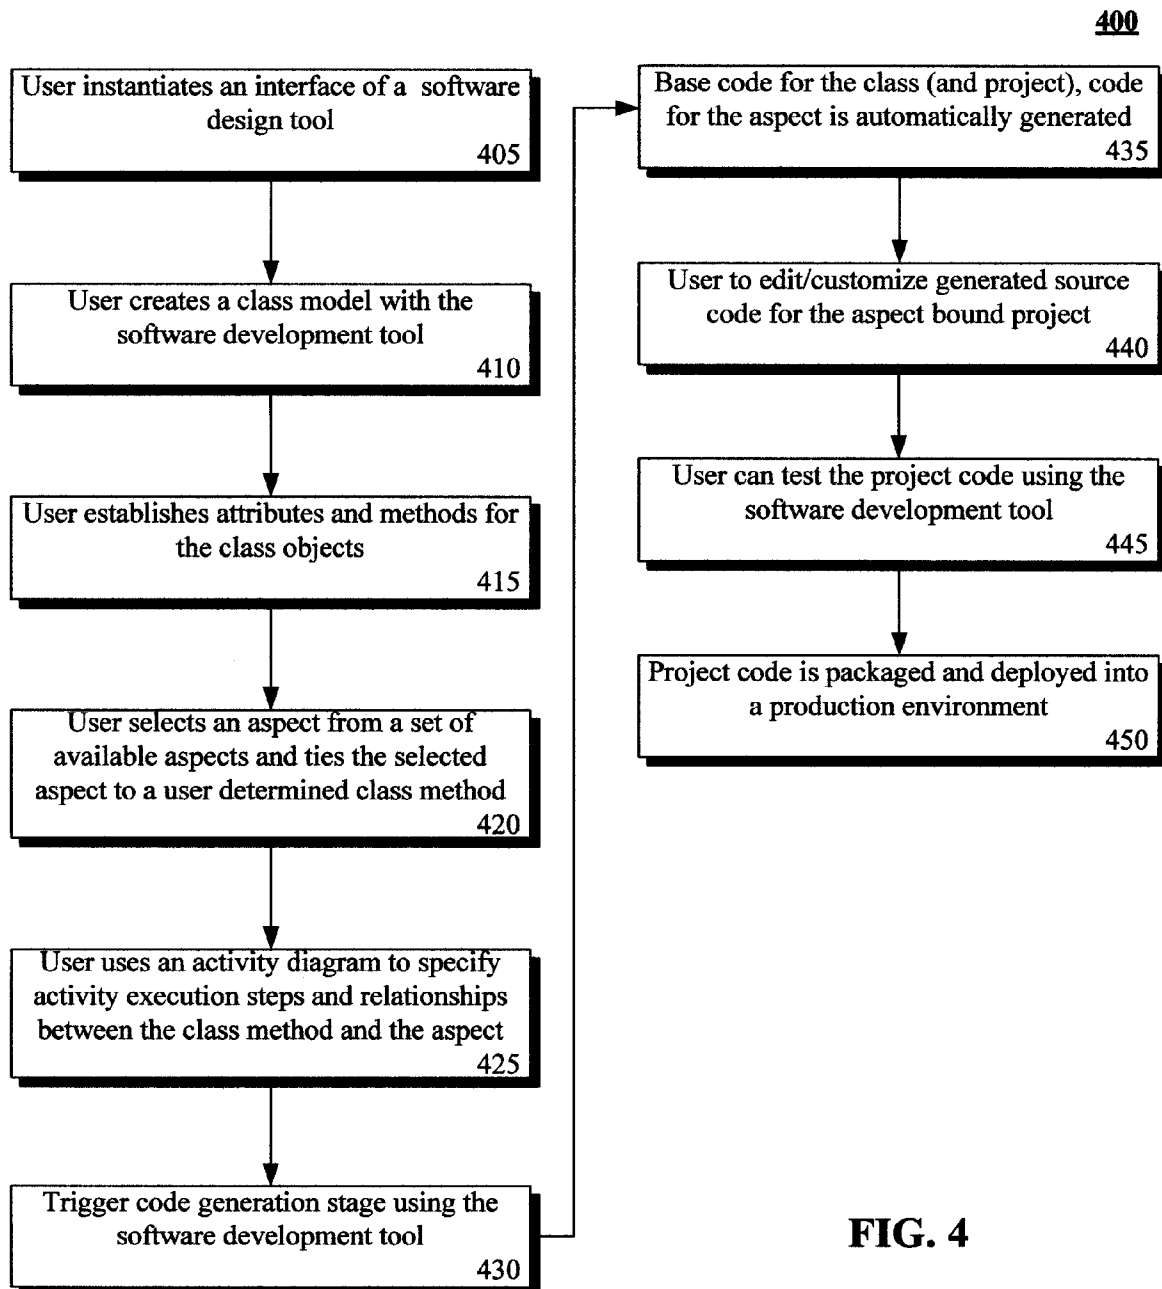 400
User instantiates an interface of a software
design tool
405
User creates a class model with the
software development tool
410
User establishes attributes and methods for
the class objects
415
User selects an aspect from a set of
available aspects and ties the selected
aspect to a user determined class method
420
User uses an activity diagram to specify
activity execution steps and relationships
between the class method and the aspect
425
Trigger code generation stage using the
software development tool
430
Base code for the class (and project), code
for the aspect is automatically generated
435
User to edit/customize generated source
code for the aspect bound project
440
User can test the project code using the
software development tool
445
Project code is packaged and deployed into
a production environment
450
FIG. 4